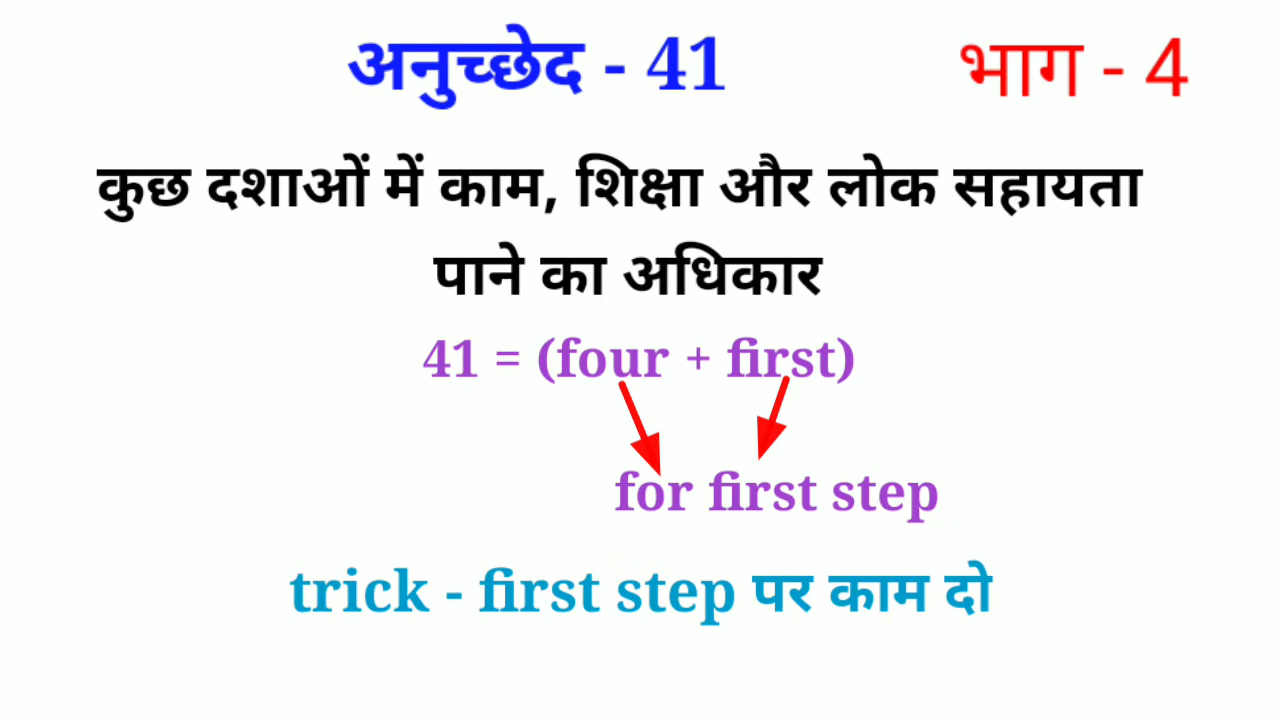 अनुच्छेद - 41 भाग - 4
कुछ दशाओं में काम, शिक्षा और लोक सहायता
पाने का अधिकार
41 = (four + first)
for first step
trick - first step पर काम दो